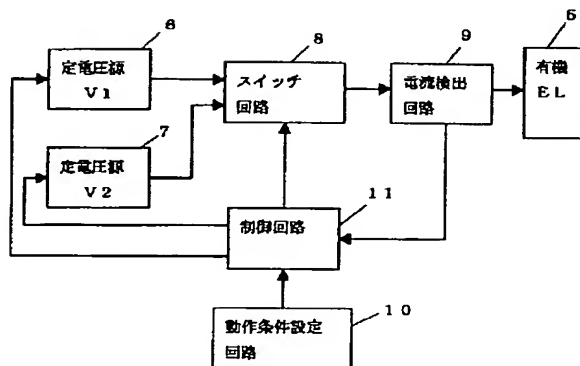 6
8
9
5
定電圧源
V1
スイッチ
回路
電流検出
回路
有機
EL
7
定電圧源
V2
制御回路
11
動作条件設定
回路
10